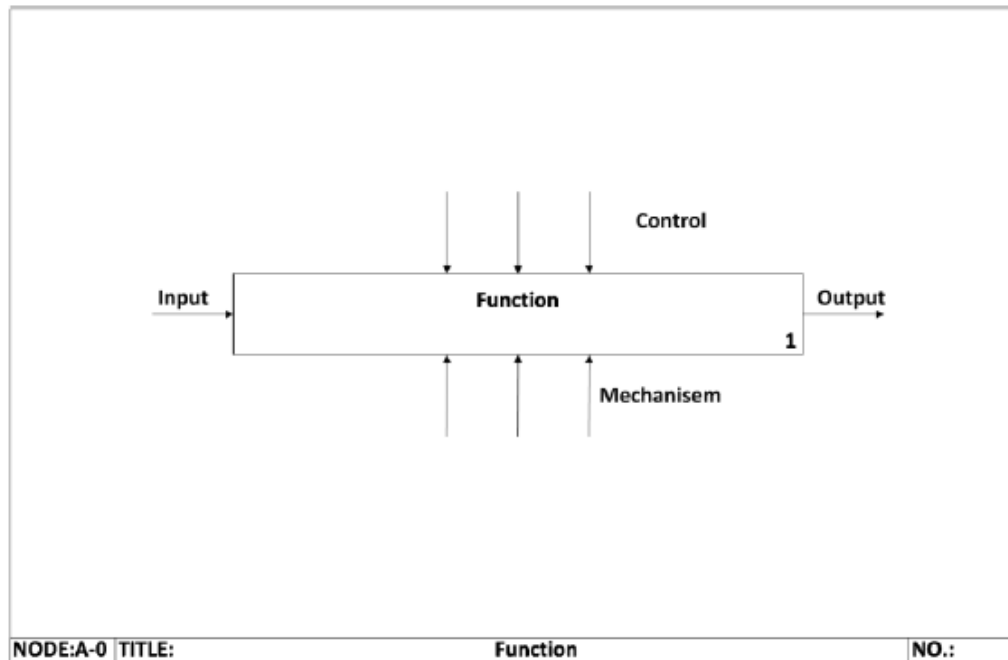 Control
Input
Function
Output
1
Mechanisem
NODE:A-0 TITLE: Function NO.: